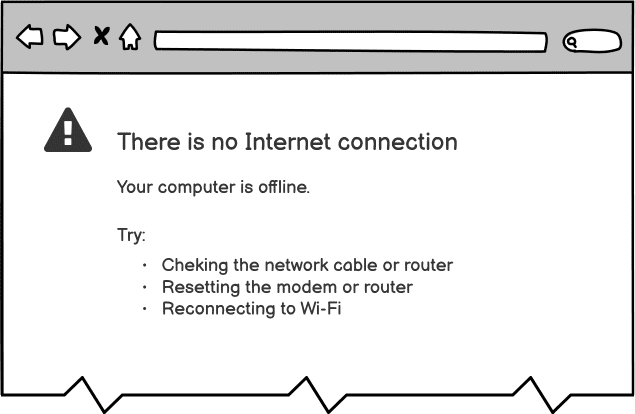 There is no Internet connection
Your computer is offline.
Try:
· Cheking the network cable or router
· Resetting the modem or router
· Reconnecting to Wi-Fi